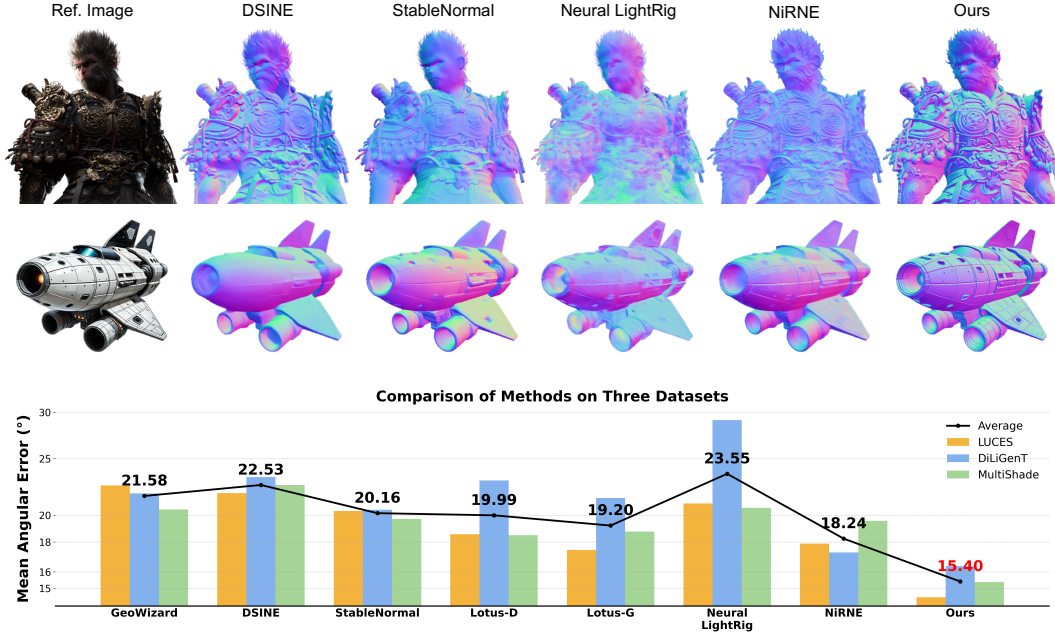 Ref. Image DSINE StableNormal Neural LightRig NiRNE Ours
Comparison of Methods on Three Datasets
Mean Angular Error (°)
30
25
20
18
16
15
21.58
22.53
20.16
19.99
19.20
23.55
18.24
15.40
Average
LUCES
DiLiGenT
MultiShade
GeoWizard DSINE StableNormal Lotus-D Lotus-G Neural LightRig NiRNE Ours